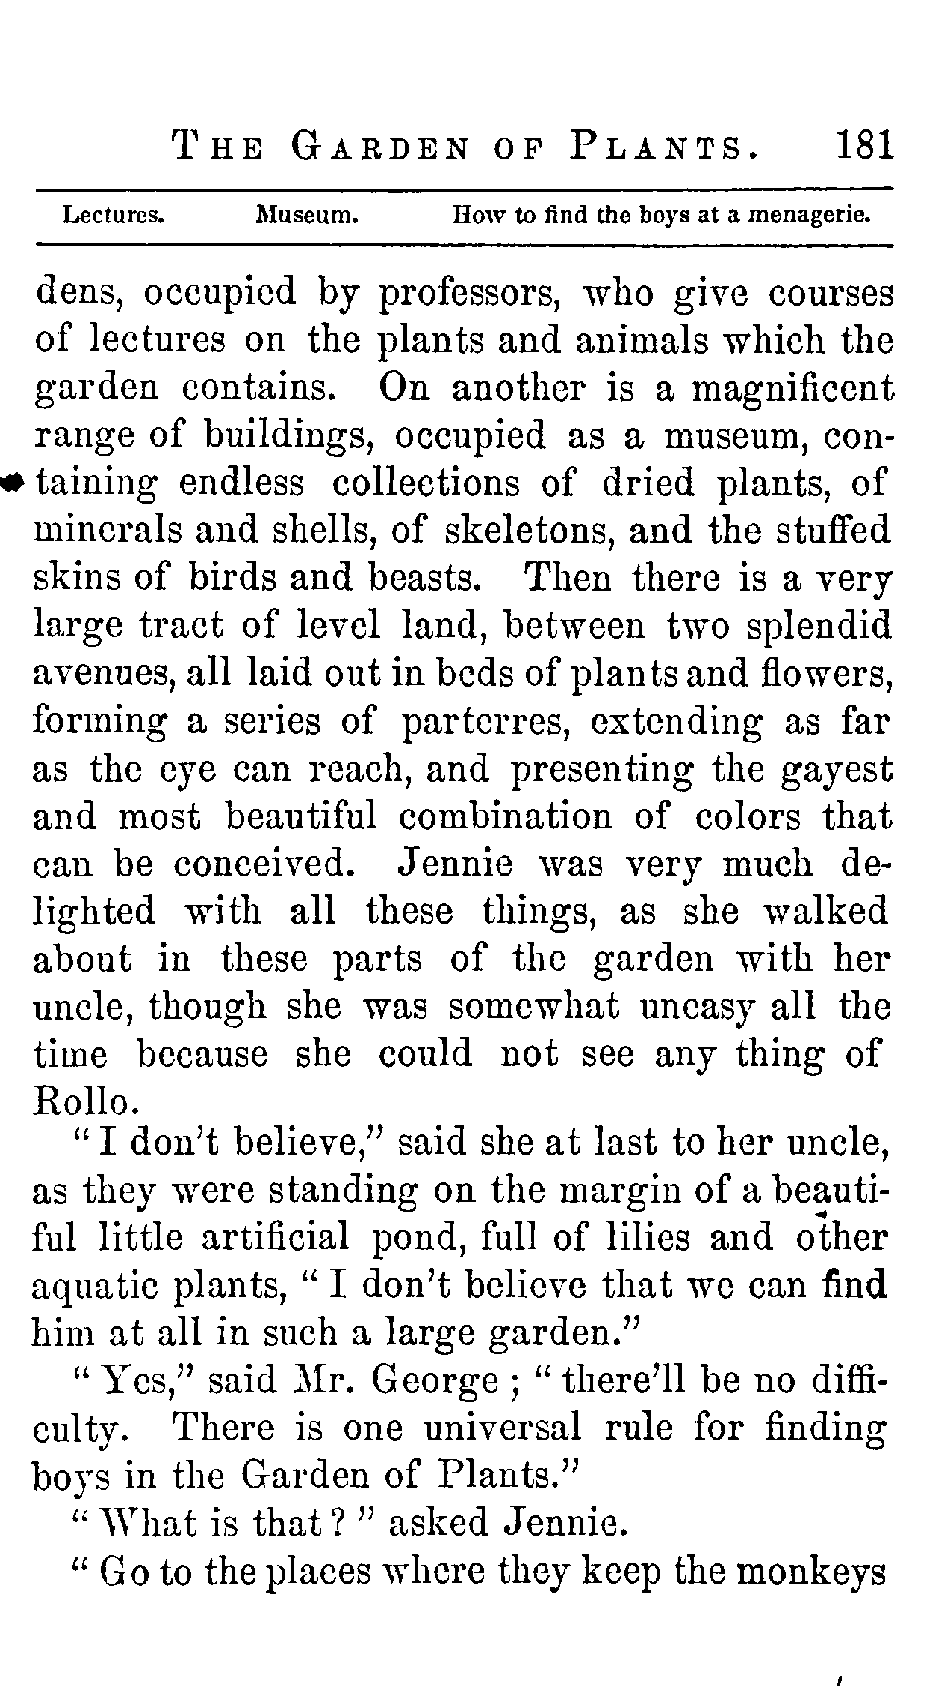 THE GARDEN OF PLANTS. 181
Lectures. Museum. How to find the boys at a menagerie.
dens, occupied by professors, who give courses
of lectures on the plants and animals which the
garden contains. On another is a magnificent
range of buildings, occupied as a museum, con-
taining endless collections of dried plants, of
minerals and shells, of skeletons, and the stuffed
skins of birds and beasts. Then there is a very
large tract of level land, between two splendid
avenues, all laid out in beds of plants and flowers,
forming a series of parterres, extending as far
as the eye can reach, and presenting the gayest
and most beautiful combination of colors that
can be conceived. Jennie was very much de-
lighted with all these things, as she walked
about in these parts of the garden with her
uncle, though she was somewhat uneasy all the
time because she could not see any thing of
Rollo.
“I don’t believe,” said she at last to her uncle,
as they were standing on the margin of a beauti-
ful little artificial pond, full of lilies and other
aquatic plants, “I don’t believe that we can find
him at all in such a large garden.”
“Yes,” said Mr. George; “there’ll be no diffi-
culty. There is one universal rule for finding
boys in the Garden of Plants.”
“What is that?” asked Jennie.
“Go to the places where they keep the monkeys